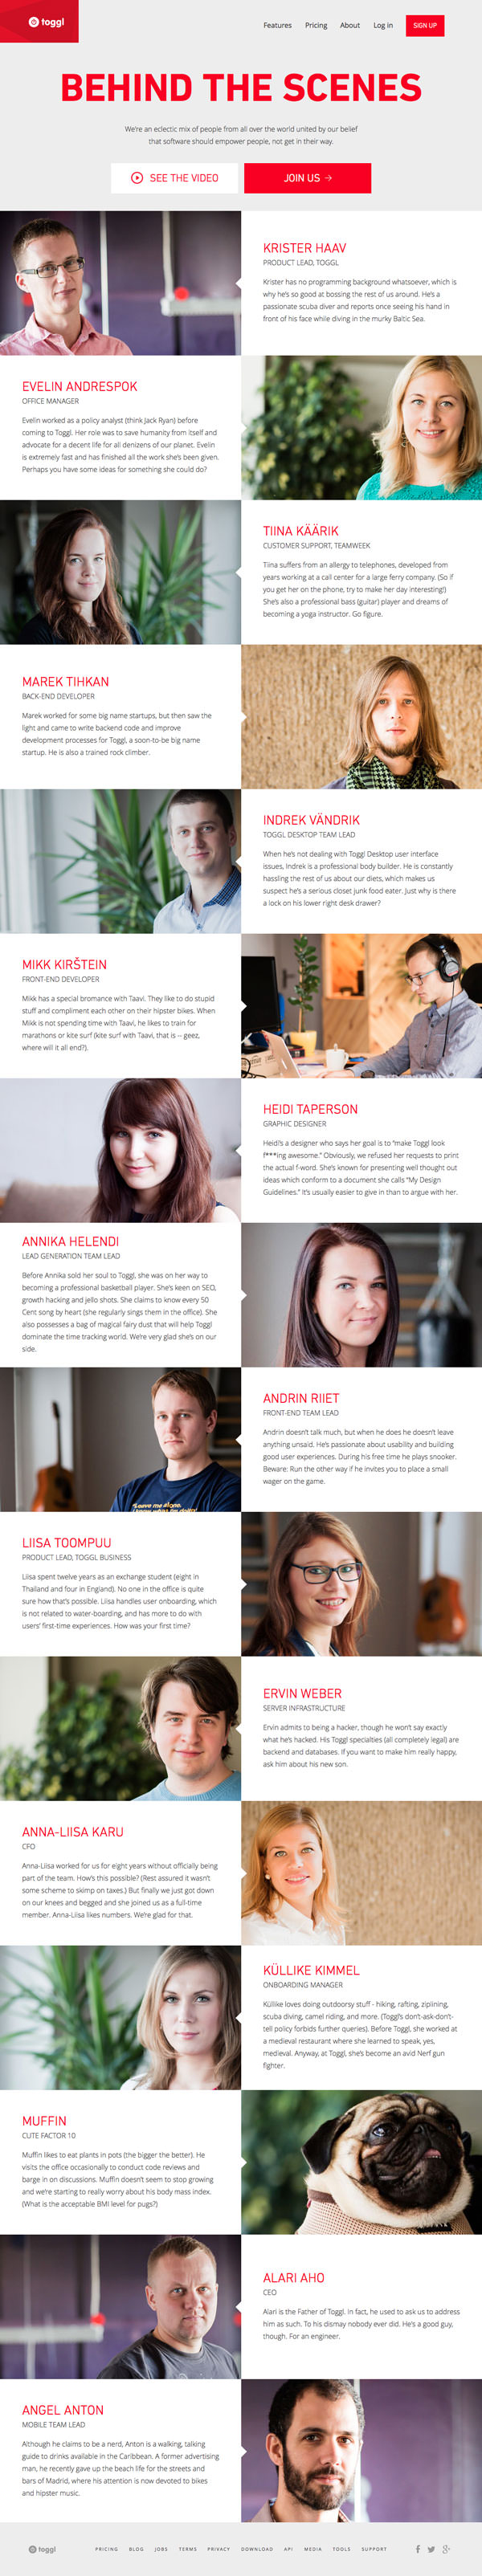 toggl
Features Pricing About Log in SIGN UP
BEHIND THE SCENES
We're an eclectic mix of people from all over the world united by our belief
that software should empower people, not get in their way.
SEE THE VIDEO
JOIN US →
KRISTER HAAV
PRODUCT LEAD, TOGGL
Krister has no programming background whatsoever, which is
why he's so good at bossing the rest of us around. He's a
passionate scuba diver and reports once seeing his hand in
front of his face while diving in the murky Baltic Sea.
EVELIN ANDRESPOK
OFFICE MANAGER
Evelin worked as a policy analyst (think Jack Ryan) before
coming to Toggl. Her role was to save humanity from itself and
advocate for a decent life for all denizens of our planet. Evelin
is extremely fast and has finished all the work she's been given.
Perhaps you have some ideas for something she could do?
TIINA KÄÄRIK
CUSTOMER SUPPORT, TEAMWEEK
Tiina suffers from an allergy to telephones, developed from
years working at a call center for a large ferry company. (So if
you get her on the phone, try to make her day interesting!)
She's also a professional bass (guitar) player and dreams of
becoming a yoga instructor. Go figure.
MAREK TIHKAN
BACK-END DEVELOPER
Marek worked for some big name startups, but then saw the
light and came to write backend code and improve
development processes for Toggl, a soon-to-be big name
startup. He is also a trained rock climber.
INDREK VÄNDRIK
TOGGL DESKTOP TEAM LEAD
When he's not dealing with Toggl Desktop user interface
issues, Indrek is a professional body builder. He is constantly
hassling the rest of us about our diets, which makes us
suspect he's a serious closet junk food eater. Just why is there
a lock on his lower right desk drawer?
MIKK KIRŠTEIN
FRONT-END DEVELOPER
Mikk has a special bromance with Taavi. They like to do stupid
stuff and compliment each other on their hipster bikes. When
Mikk is not spending time with Taavi, he likes to train for
marathons or kite surf (kite surf with Taavi, that is -- geez,
where will it all end?).
HEIDI TAPERSON
GRAPHIC DESIGNER
Heidi's a designer who says her goal is to "make Toggl look
f***ing awesome." Obviously, we refused her requests to print
the actual f-word. She's known for presenting well thought out
ideas which conform to a document she calls "My Design
Guidelines." It's usually easier to give in than to argue with her.
ANNIKA HELENDI
LEAD GENERATION TEAM LEAD
Before Annika sold her soul to Toggl, she was on her way to
becoming a professional basketball player. She's keen on SEO,
growth hacking and jello shots. She claims to know every 50
Cent song by heart (she regularly sings them in the office). She
also possesses a bag of magical fairy dust that will help Toggl
dominate the time tracking world. We're very glad she's on our
side.
ANDRIN RIIET
FRONT-END TEAM LEAD
Andrin doesn't talk much, but when he does he doesn't leave
anything unsaid. He's passionate about usability and building
good user experiences. During his free time he plays snooker.
Beware: Run the other way if he invites you to place a small
wager on the game.
Leave me alone.
LIISA TOOMPUU
PRODUCT LEAD, TOGGL BUSINESS
Liisa spent twelve years as an exchange student (eight in
Thailand and four in England). No one in the office is quite
sure how that's possible. Liisa handles user onboarding, which
is not related to water-boarding, and has more to do with
users' first-time experiences. How was your first time?
ERVIN WEBER
SERVER INFRASTRUCTURE
Ervin admits to being a hacker, though he won't say exactly
what he's hacked. His Toggl specialties (all completely legal) are
backend and databases. If you want to make him really happy,
ask him about his new son.
ANNA-LIISA KARU
CFO
Anna-Liisa worked for us for eight years without officially being
part of the team. How's this possible? (Rest assured it wasn't
some scheme to skimp on taxes.) But finally we just got down
on our knees and begged and she joined us as a full-time
member. Anna-Liisa likes numbers. We're glad for that.
KÜLLIKE KIMMEL
ONBOARDING MANAGER
Küllike loves doing outdoorsy stuff - hiking, rafting, ziplining,
scuba diving, camel riding, and more. (Toggl's don't-ask-don't-
tell policy forbids further queries). Before Toggl, she worked at
a medieval restaurant where she learned to speak, yes,
medieval. Anyway, at Toggl, she's become an avid Nerf gun
fighter.
MUFFIN
CUTE FACTOR 10
Muffin likes to eat plants in pots (the bigger the better). He
visits the office occasionally to conduct code reviews and
barge in on discussions. Muffin doesn't seem to stop growing
and we're starting to really worry about his body mass index.
(What is the acceptable BMI level for pugs?)
ALARI AHO
CEO
Alari is the Father of Toggl. In fact, he used to ask us to address
him as such. To his dismay nobody ever did. He's a good guy,
though. For an engineer.
ANGEL ANTON
MOBILE TEAM LEAD
Although he claims to be a nerd, Anton is a walking, talking
guide to drinks available in the Caribbean. A former advertising
man, he recently gave up the beach life for the streets and
bars of Madrid, where his attention is now devoted to bikes
and hipster music.
toggl
PRICING BLOG JOBS TERMS PRIVACY DOWNLOAD API MEDIA TOOLS SUPPORT